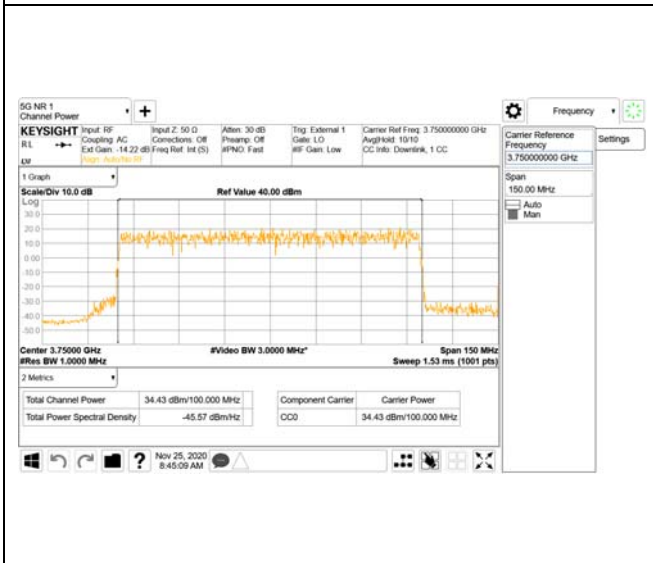 5G NR 1
Channel Power
Frequency
KEYSIGHT
RL
LXI
Input: RF
Coupling: AC
Ext Gain: -14.22 dB
Align: Auto/No RF
Input Z: 50 Ω
Corrections: Off
Freq Ref: Int (S)
Atten: 30 dB
Preamp: Off
#PNO: Fast
Trig: External 1
Gate: LO
#IF Gain: Low
Carrier Ref Freq: 3.750000000 GHz
Avg|Hold: 10/10
CC Info: Downlink, 1 CC
Carrier Reference
Frequency
3.750000000 GHz
Settings
Span
150.00 MHz
Auto
Man
1 Graph
Scale/Div 10.0 dB
Ref Value 40.00 dBm
Log
30.0
20.0
10.0
0.00
-10.0
-20.0
-30.0
-40.0
-50.0
Center 3.75000 GHz
#Video BW 3.0000 MHz*
Span 150 MHz
#Res BW 1.0000 MHz
Sweep 1.53 ms (1001 pts)
2 Metrics
Total Channel Power 34.43 dBm/100.000 MHz
Total Power Spectral Density -45.57 dBm/Hz
Component Carrier Carrier Power
CC0 34.43 dBm/100.000 MHz
Nov 25, 2020
8:45:09 AM